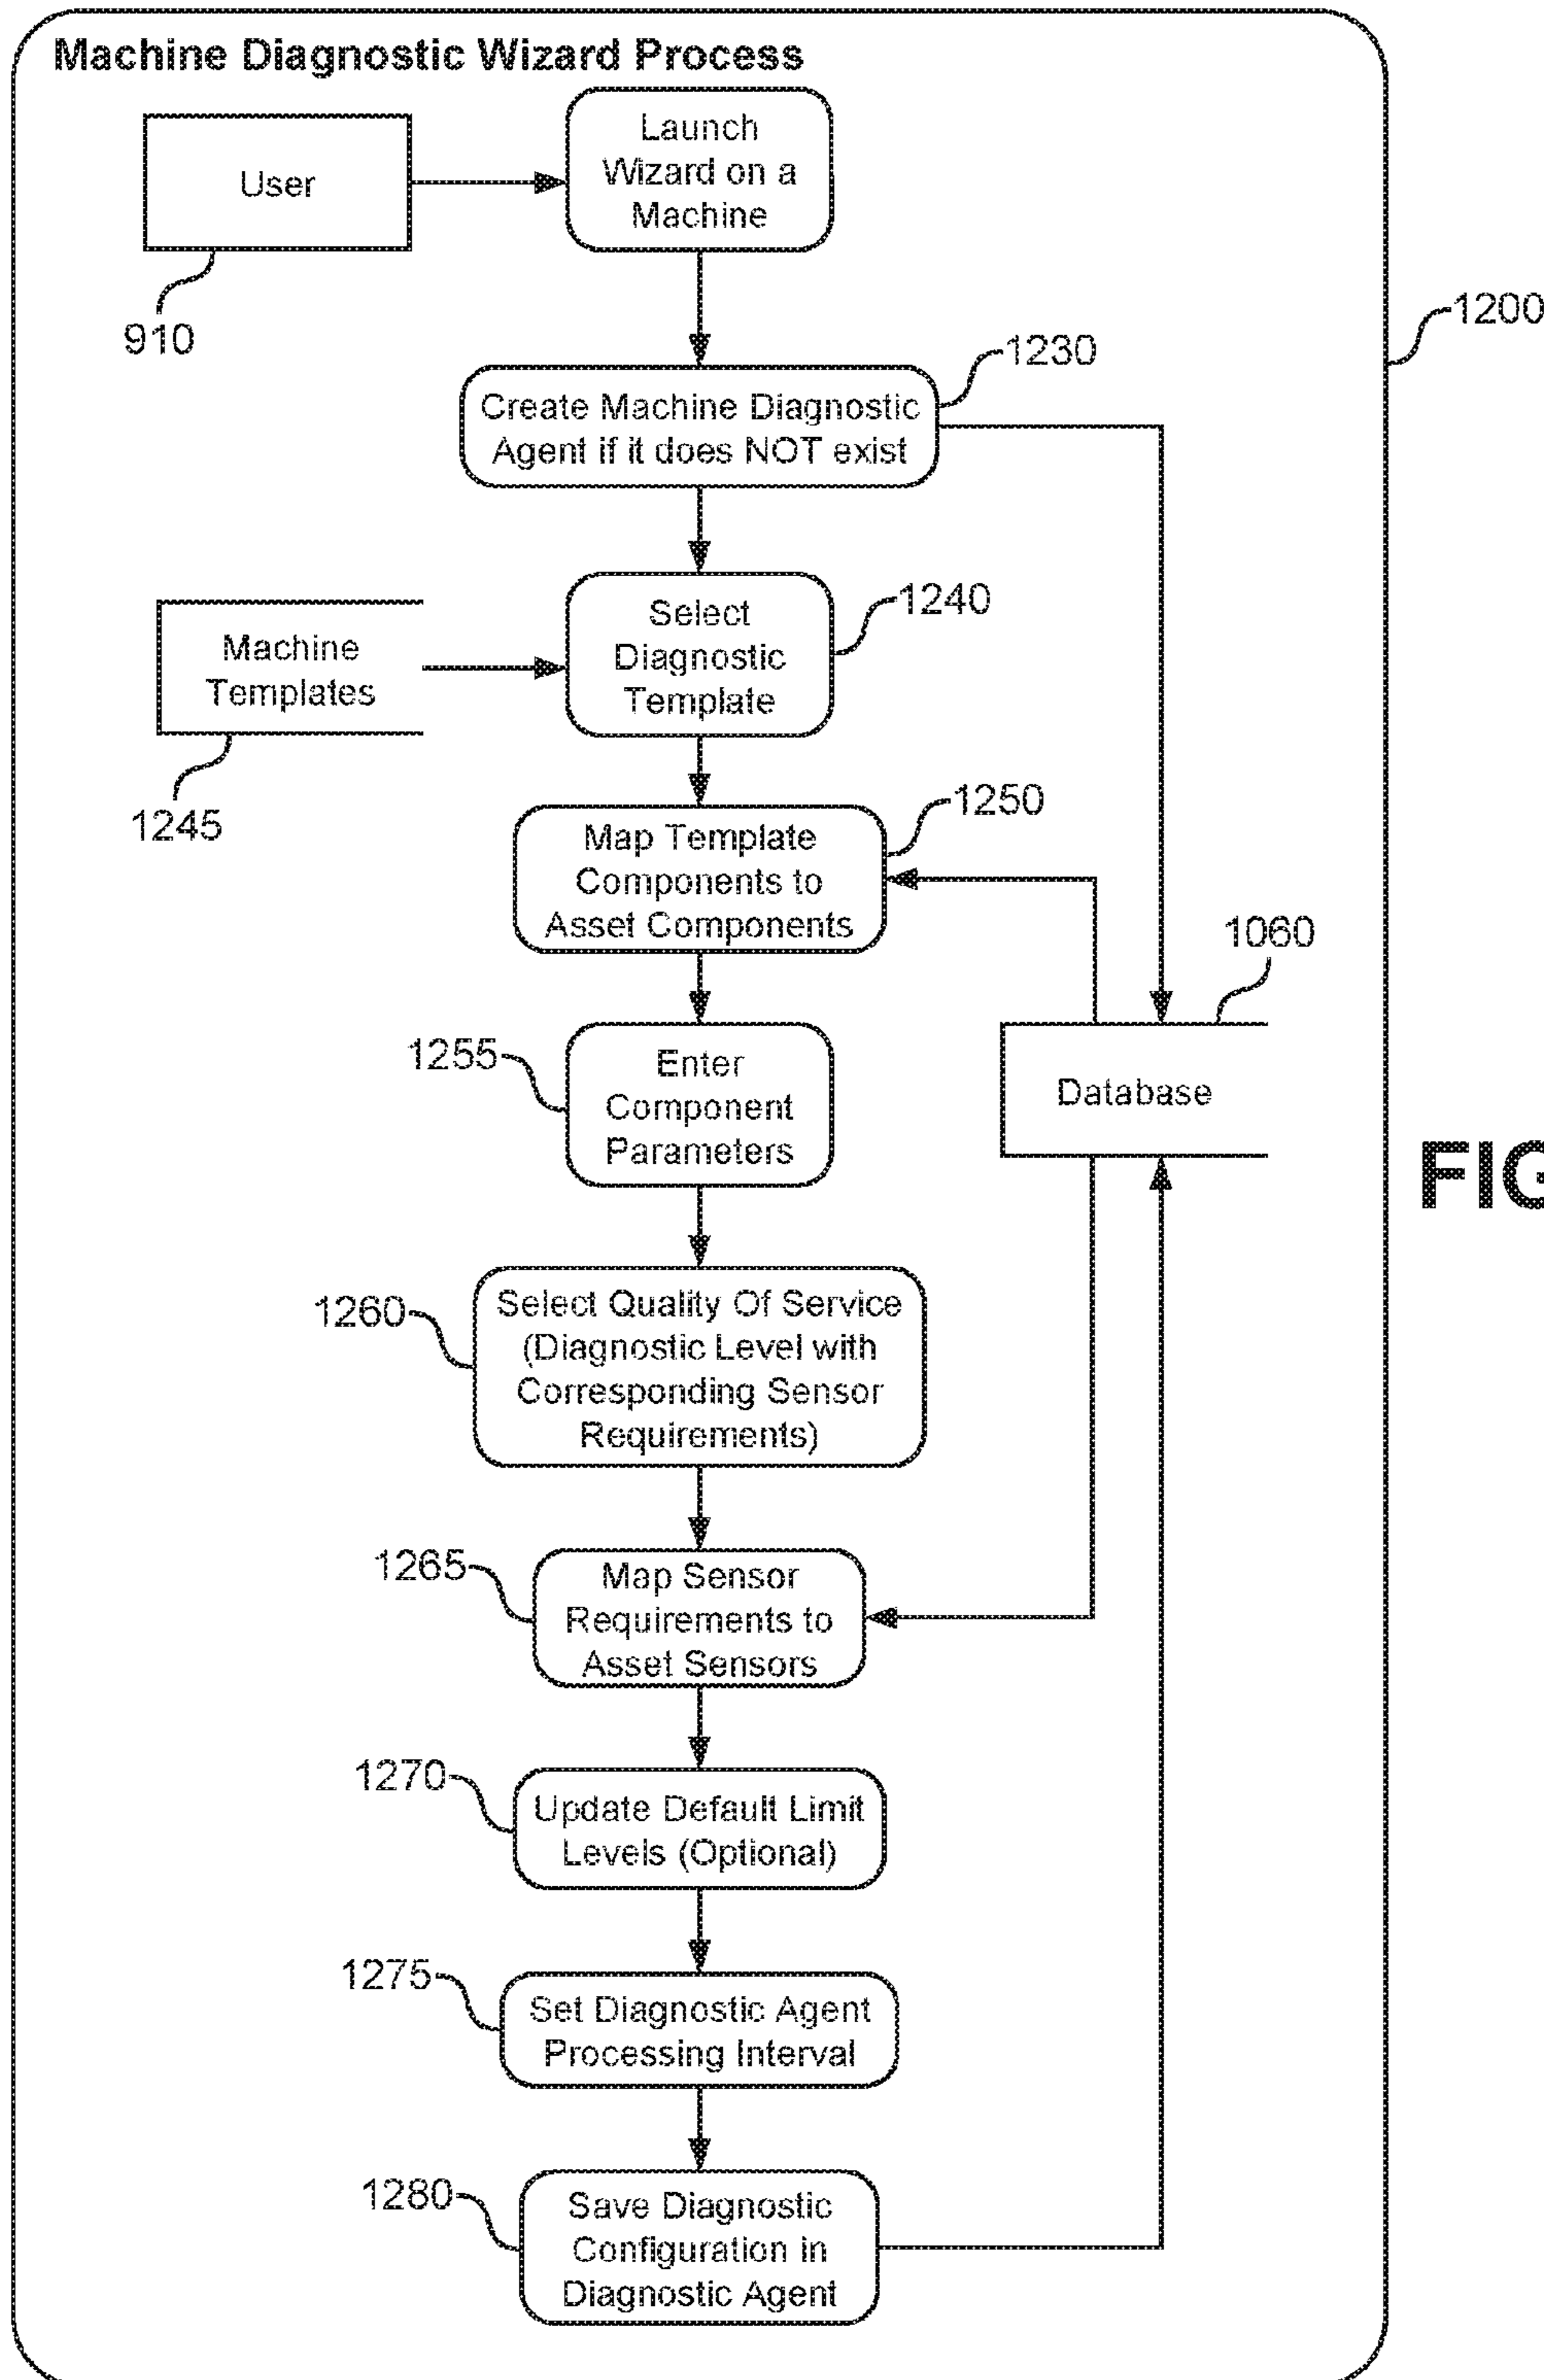 Machine Diagnostic Wizard Process
User
Launch
Wizard on a
Machine
910
1200
1230
Create Machine Diagnostic
Agent if it does NOT exist
Machine
Templates
1245
Select
Diagnostic
Template
1240
1250
Map Template
Components to
Asset Components
1060
Database
1255
Enter
Component
Parameters
FIG
1260
Select Quality Of Service
(Diagnostic Level with
Corresponding Sensor
Requirements)
1265
Map Sensor
Requirements to
Asset Sensors
1270
Update Default Limit
Levels (Optional)
1275
Set Diagnostic Agent
Processing Interval
1280
Save Diagnostic
Configuration in
Diagnostic Agent